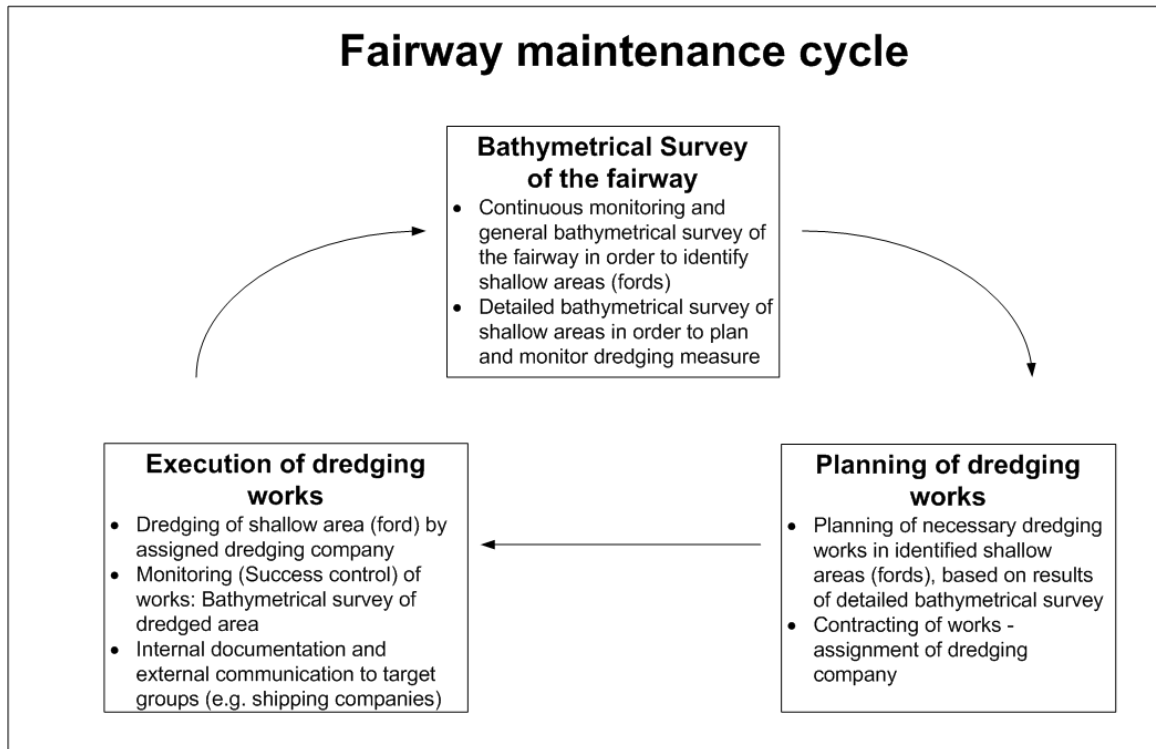 Fairway maintenance cycle
Bathymetrical Survey
of the fairway
• Continuous monitoring and
general bathymetrical survey of
the fairway in order to identify
shallow areas (fords)
• Detailed bathymetrical survey of
shallow areas in order to plan
and monitor dredging measure
Execution of dredging
works
• Dredging of shallow area (ford) by
assigned dredging company
• Monitoring (Success control) of
works: Bathymetrical survey of
dredged area
• Internal documentation and
external communication to target
groups (e.g. shipping companies)
Planning of dredging
works
• Planning of necessary dredging
works in identified shallow
areas (fords), based on results
of detailed bathymetrical survey
• Contracting of works -
assignment of dredging
company